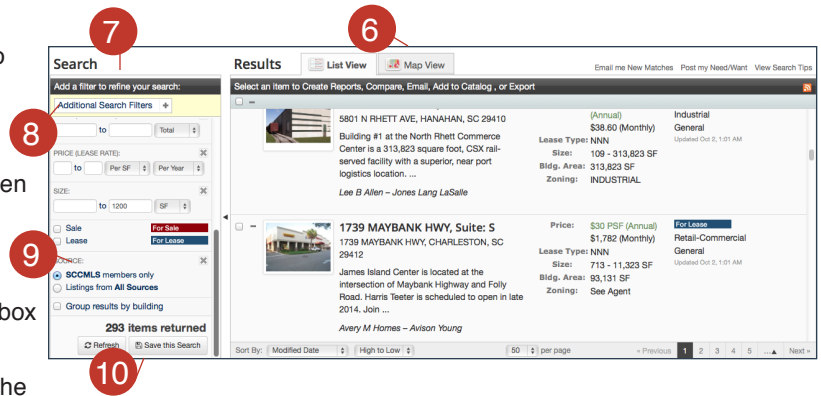 7
6
Search
Results
List View
Map View
Email me New Matches Post my Need/Want View Search Tips
Add a filter to refine your search:
Select an item to Create Reports, Compare, Email, Add to Catalog , or Export
8
Additional Search Filters +
to
Total
PRICE (LEASE RATE):
to
Per SF
Per Year
SIZE:
to 1200
SF
Sale
For Sale
Lease
For Lease
9
SOURCE:
SCCMLS members only
Listings from All Sources
Group results by building
293 items returned
Refresh
Save this Search
10
5801 N RHETT AVE, HANAHAN, SC 29410
Building #1 at the North Rhett Commerce
Center is a 313,823 square foot, CSX rail-
served facility with a superior, near port
logistics location. ...
Lee B Allen – Jones Lang LaSalle
(Annual)
$38.60 (Monthly)
Lease Type: NNN
Size: 109 - 313,823 SF
Bldg. Area: 313,823 SF
Zoning: INDUSTRIAL
Industrial
General
Updated Oct 2, 1:01 AM
1739 MAYBANK HWY, Suite: S
1739 MAYBANK HWY, CHARLESTON, SC
29412
James Island Center is located at the
intersection of Maybank Highway and Folly
Road. Harris Teeter is scheduled to open in late
2014. Join ...
Avery M Homes – Avison Young
Price: $30 PSF (Annual)
$1,782 (Monthly)
Lease Type: NNN
Size: 713 - 11,323 SF
Bldg. Area: 93,131 SF
Zoning: See Agent
For Lease
Retail-Commercial
General
Updated Oct 2, 1:01 AM
Sort By: Modified Date
High to Low
50 per page
« Previous 1 2 3 4 5 ...▲ Next »
en
box
he